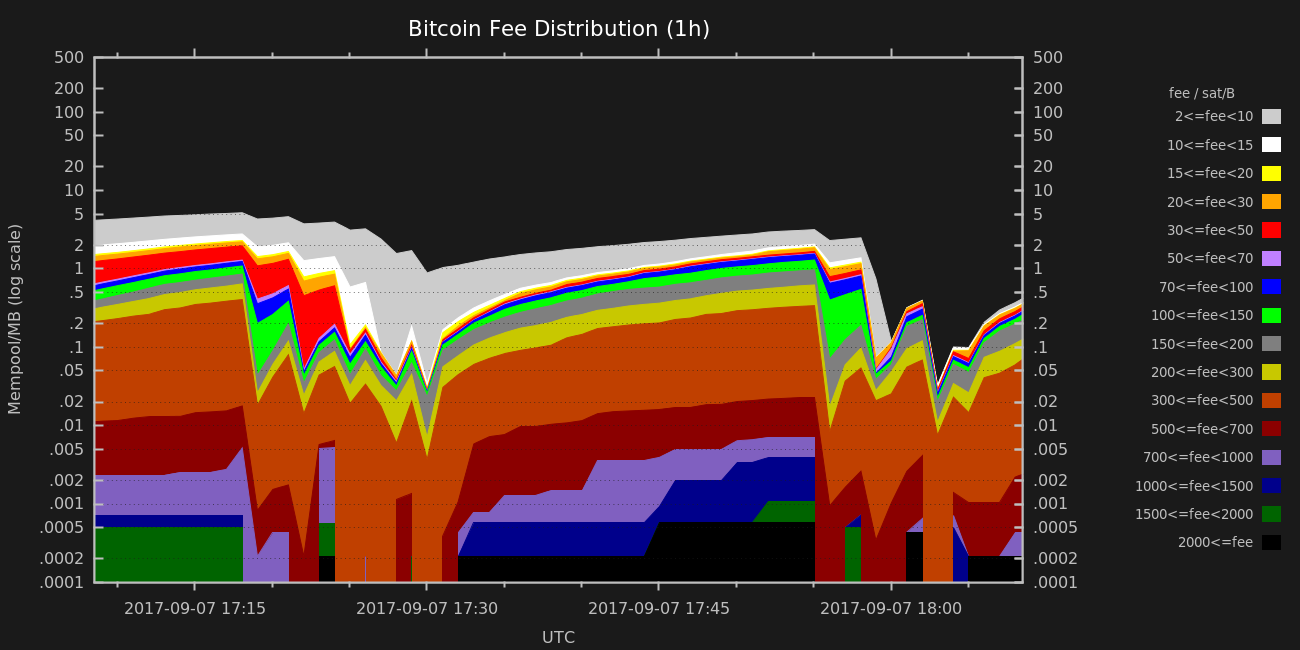 Bitcoin Fee Distribution (1h)
Mempool/MB (log scale)
500
200
100
50
20
10
5
2
1
.5
.2
.1
.05
.02
.01
.005
.002
.001
.0005
.0002
.0001
500
200
100
50
20
10
5
2
1
.5
.2
.1
.05
.02
.01
.005
.002
.001
.0005
.0002
.0001
2017-09-07 17:15
2017-09-07 17:30
2017-09-07 17:45
2017-09-07 18:00
UTC
fee / sat/B
2<=fee<10
10<=fee<15
15<=fee<20
20<=fee<30
30<=fee<50
50<=fee<70
70<=fee<100
100<=fee<150
150<=fee<200
200<=fee<300
300<=fee<500
500<=fee<700
700<=fee<1000
1000<=fee<1500
1500<=fee<2000
2000<=fee